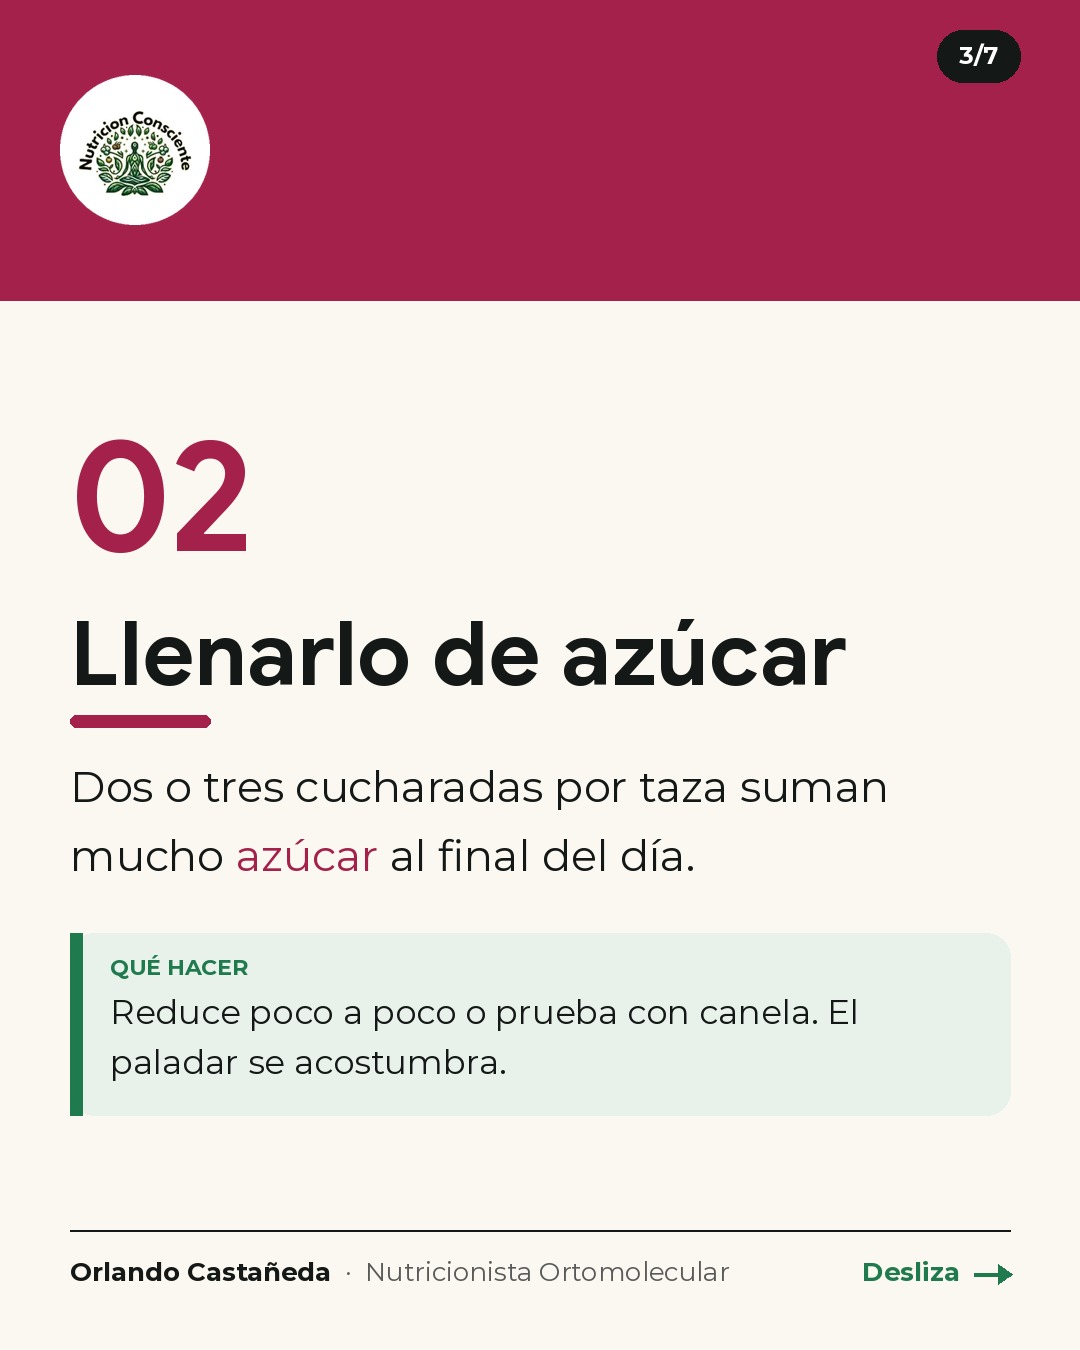 3/7
Nutricion Consciente
02
Llenarlo de azúcar
Dos o tres cucharadas por taza suman
mucho azúcar al final del día.
QUÉ HACER
Reduce poco a poco o prueba con canela. El
paladar se acostumbra.
Orlando Castañeda · Nutricionista Ortomolecular
Desliza